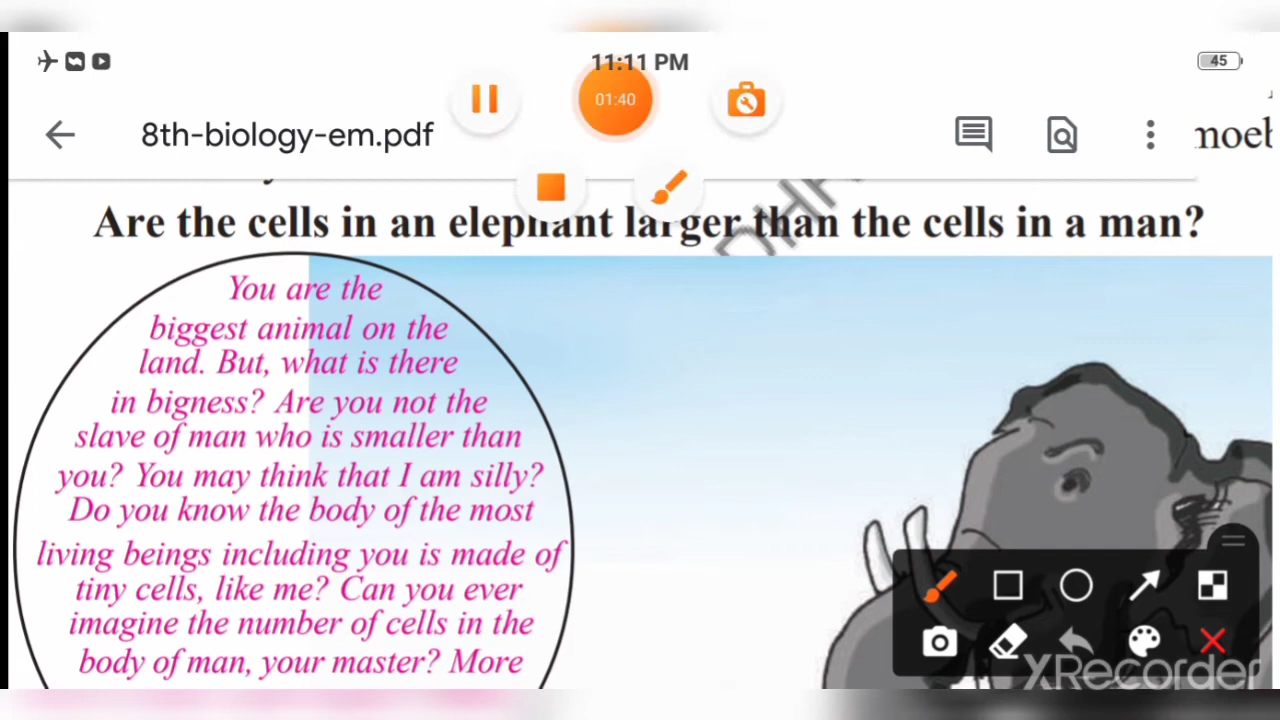 11:11 PM
45
01:40
8th-biology-em.pdf
Are the cells in an elephant larger than the cells in a man?
You are the
biggest animal on the
land. But, what is there
in bigness? Are you not the
slave of man who is smaller than
you? You may think that I am silly?
Do you know the body of the most
living beings including you is made of
tiny cells, like me? Can you ever
imagine the number of cells in the
body of man, your master? More
XRecorder